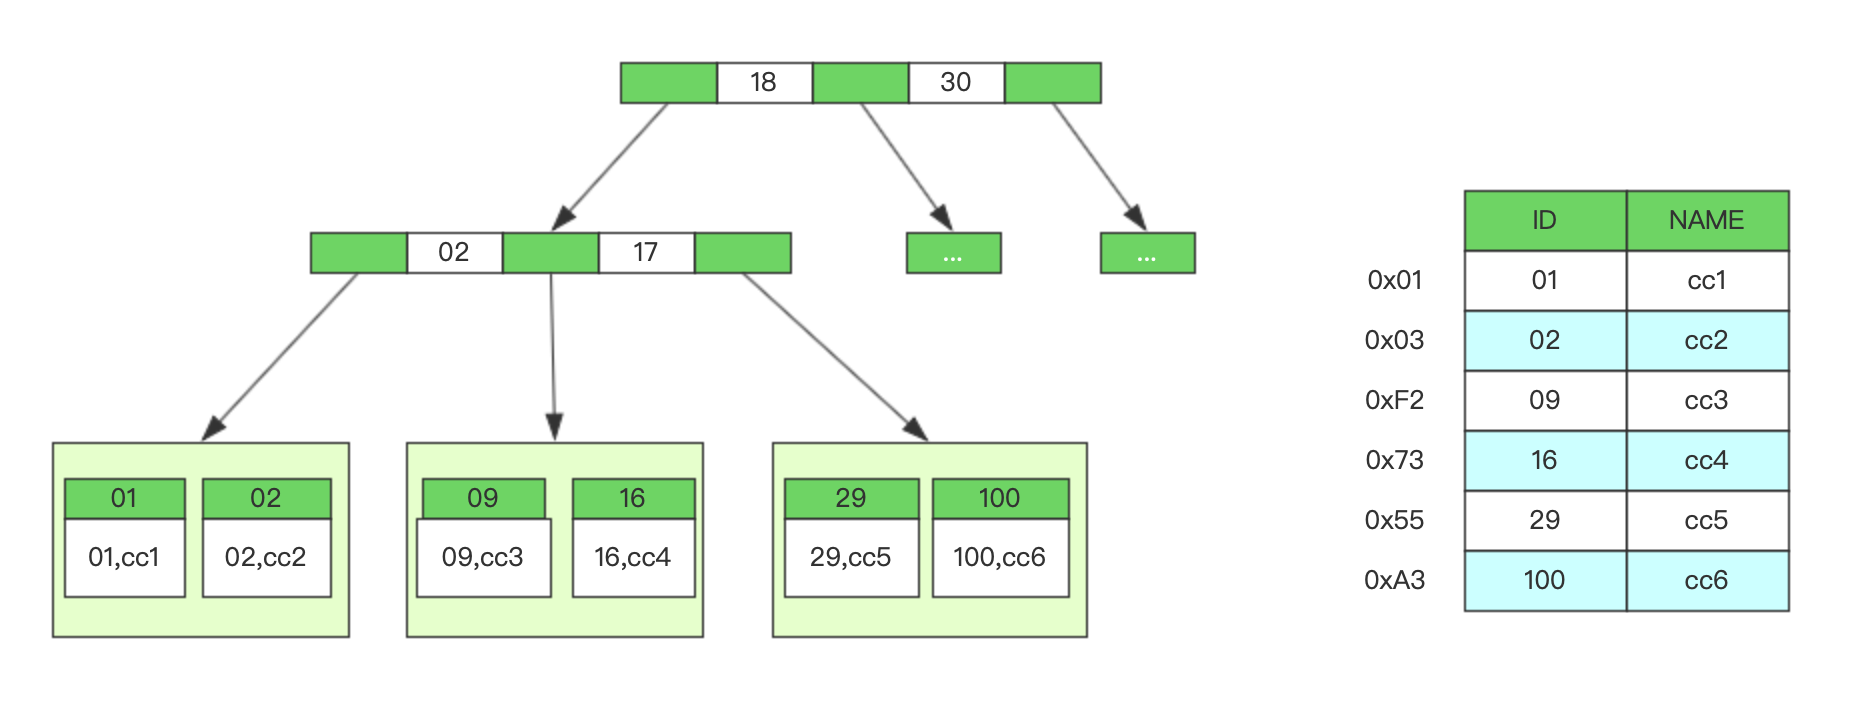 18 30
02 17 ... ...
01 02 09 16 29 100
01,cc1 02,cc2 09,cc3 16,cc4 29,cc5 100,cc6
ID NAME
0x01 01 cc1
0x03 02 cc2
0xF2 09 cc3
0x73 16 cc4
0x55 29 cc5
0xA3 100 cc6